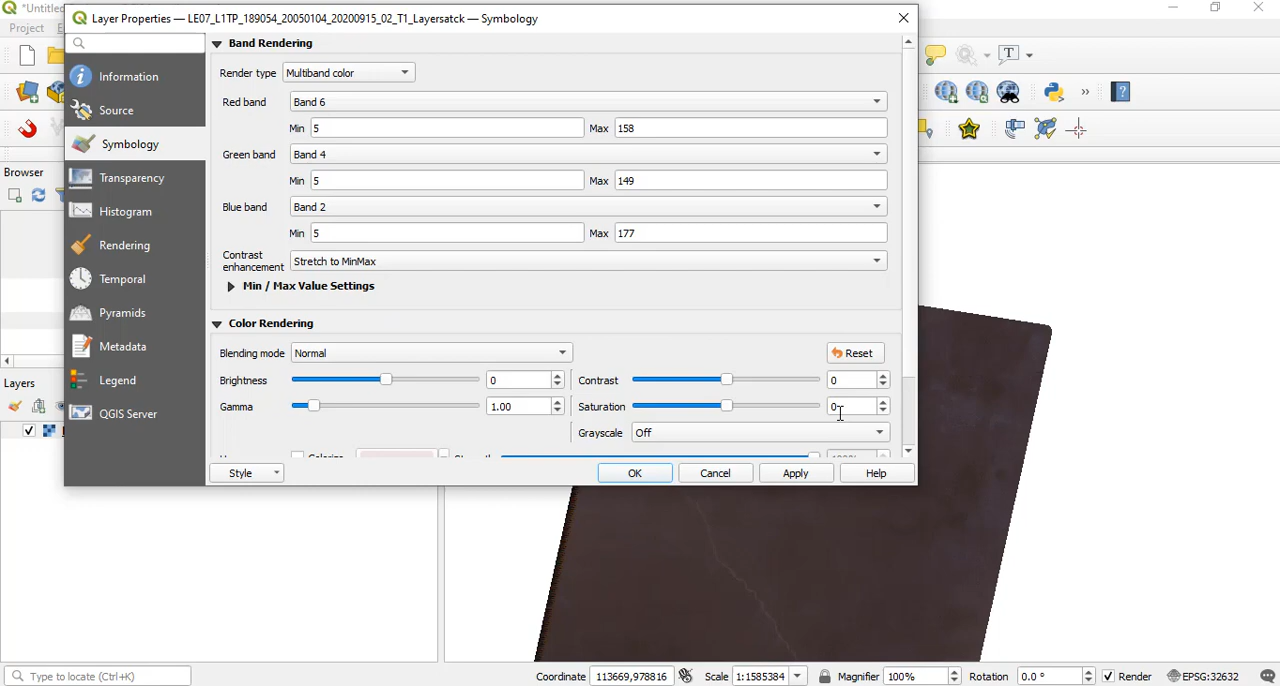 *"Untitled
Layer Properties — LE07_L1TP_189054_20050104_20200915_02_T1_Layersatck — Symbology
Project
Information
Source
Symbology
Transparency
Histogram
Rendering
Temporal
Pyramids
Metadata
Legend
QGIS Server
Browser
Layers
Band Rendering
Render type Multiband color
Red band Band 6
Min 5 Max 158
Green band Band 4
Min 5 Max 149
Blue band Band 2
Min 5 Max 177
Contrast enhancement Stretch to MinMax
Min / Max Value Settings
Color Rendering
Blending mode Normal Reset
Brightness 0 Contrast 0
Gamma 1.00 Saturation 0
Grayscale Off
Style OK Cancel Apply Help
Type to locate (Ctrl+K) Coordinate 113669,978816 Scale 1:1585384 Magnifier 100% Rotation 0.0 ° Render EPSG:32632